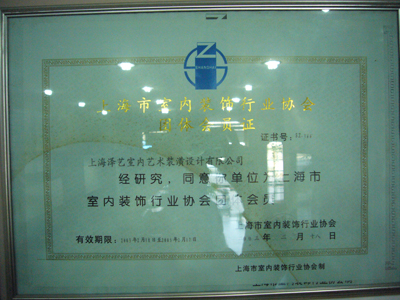 上海市室内装饰行业协会
团体会员证
证书号：
上海泽艺室内艺术装潢设计有限公司
经研究，同意 单位为上海市
室内装饰行业协会团体会员
上海市室内装饰行业协会
月十八日
有效期限：
上海市室内装饰行业协会制